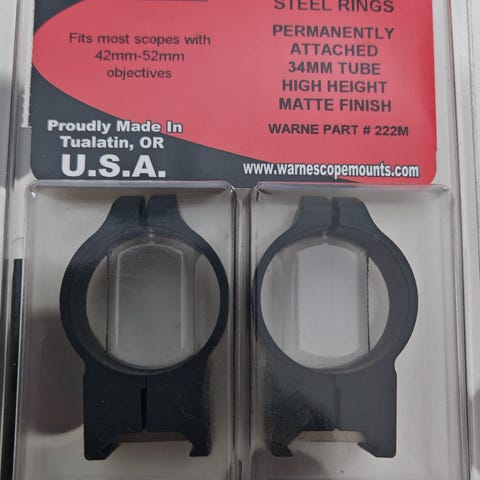 STEEL RINGS
Fits most scopes with
42mm-52mm
objectives
PERMANENTLY
ATTACHED
34MM TUBE
HIGH HEIGHT
MATTE FINISH
WARNE PART # 222M
Proudly Made In
Tualatin, OR
U.S.A.
www.warnescopemounts.com